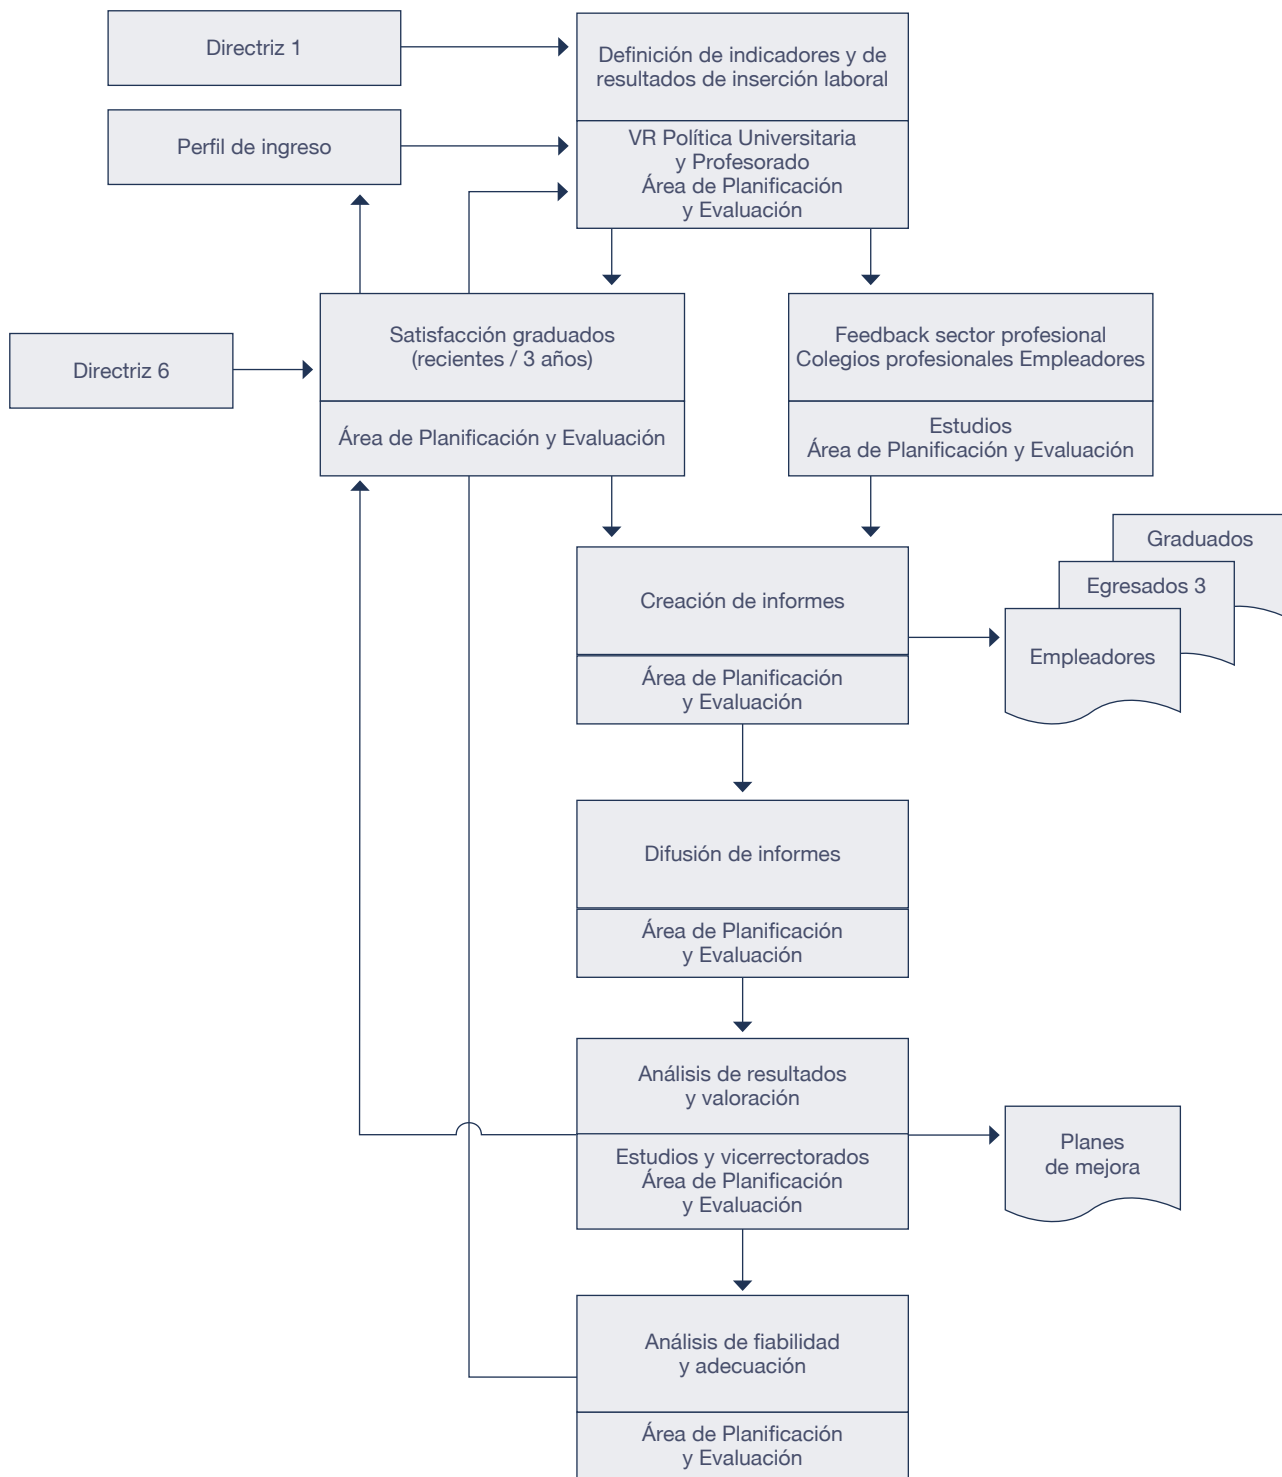 Directriz 1
Definición de indicadores y de
resultados de inserción laboral
Perfil de ingreso
VR Política Universitaria
y Profesorado
Área de Planificación
y Evaluación
Satisfacción graduados
(recientes / 3 años)
Feedback sector profesional
Colegios profesionales Empleadores
Directriz 6
Área de Planificación y Evaluación
Estudios
Área de Planificación y Evaluación
Graduados
Egresados 3
Empleadores
Creación de informes
Área de Planificación
y Evaluación
Difusión de informes
Área de Planificación
y Evaluación
Análisis de resultados
y valoración
Estudios y vicerrectorados
Área de Planificación
y Evaluación
Planes
de mejora
Análisis de fiabilidad
y adecuación
Área de Planificación
y Evaluación